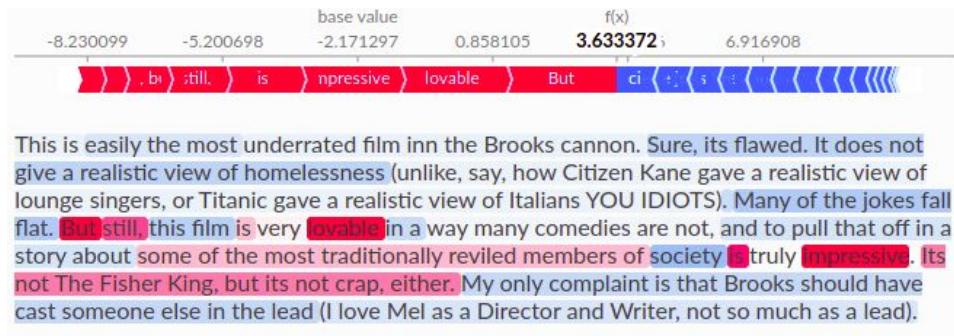 base value f(x)
-8.230099 -5.200698 -2.171297 0.858105 3.633372 6.916908
still, is npressive lovable But ci
This is easily the most underrated film inn the Brooks cannon. Sure, its flawed. It does not
give a realistic view of homelessness (unlike, say, how Citizen Kane gave a realistic view of
lounge singers, or Titanic gave a realistic view of Italians YOU IDIOTS). Many of the jokes fall
flat. But still, this film is very lovable in a way many comedies are not, and to pull that off in a
story about some of the most traditionally reviled members of society is truly impressive. Its
not The Fisher King, but its not crap, either. My only complaint is that Brooks should have
cast someone else in the lead (I love Mel as a Director and Writer, not so much as a lead).